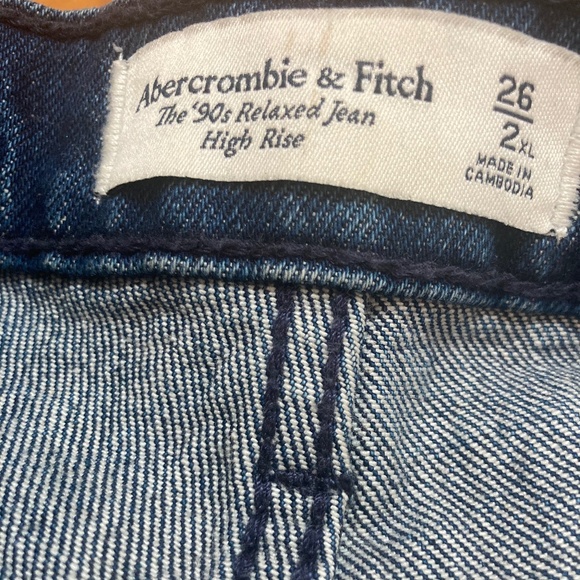 Abercrombie & Fitch
The '90s Relaxed Jean
High Rise
26
2XL
MADE IN
CAMBODIA